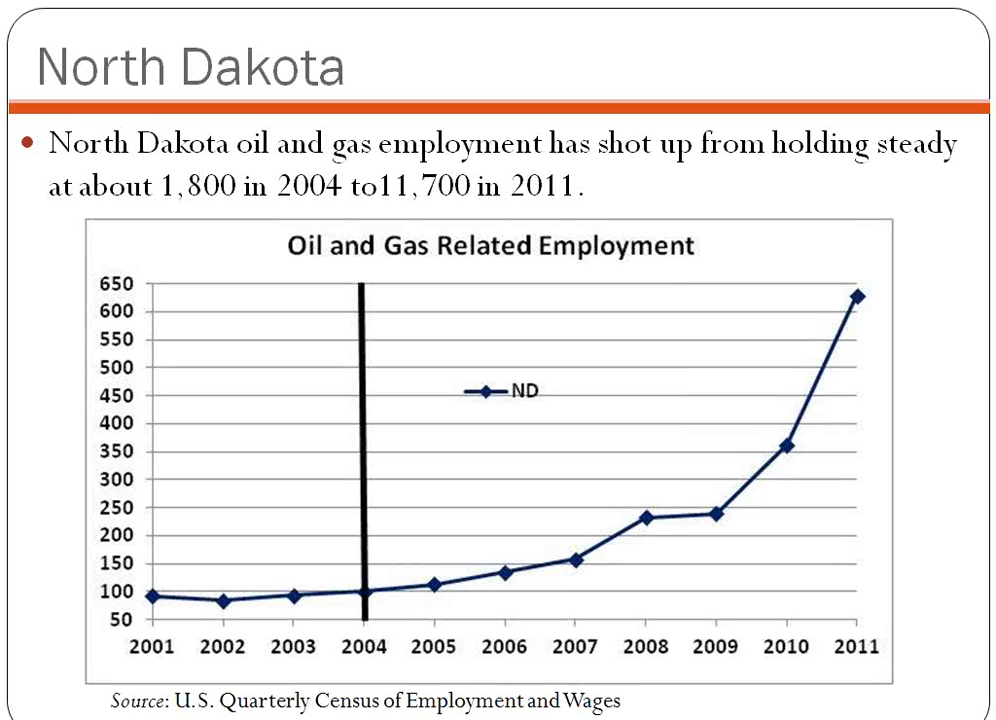 North Dakota
• North Dakota oil and gas employment has shot up from holding steady
at about 1,800 in 2004 to11,700 in 2011.
Oil and Gas Related Employment
650
600
550
500
450
400
350
300
250
200
150
100
50
ND
2001 2002 2003 2004 2005 2006 2007 2008 2009 2010 2011
Source: U.S. Quarterly Census of Employment and Wages